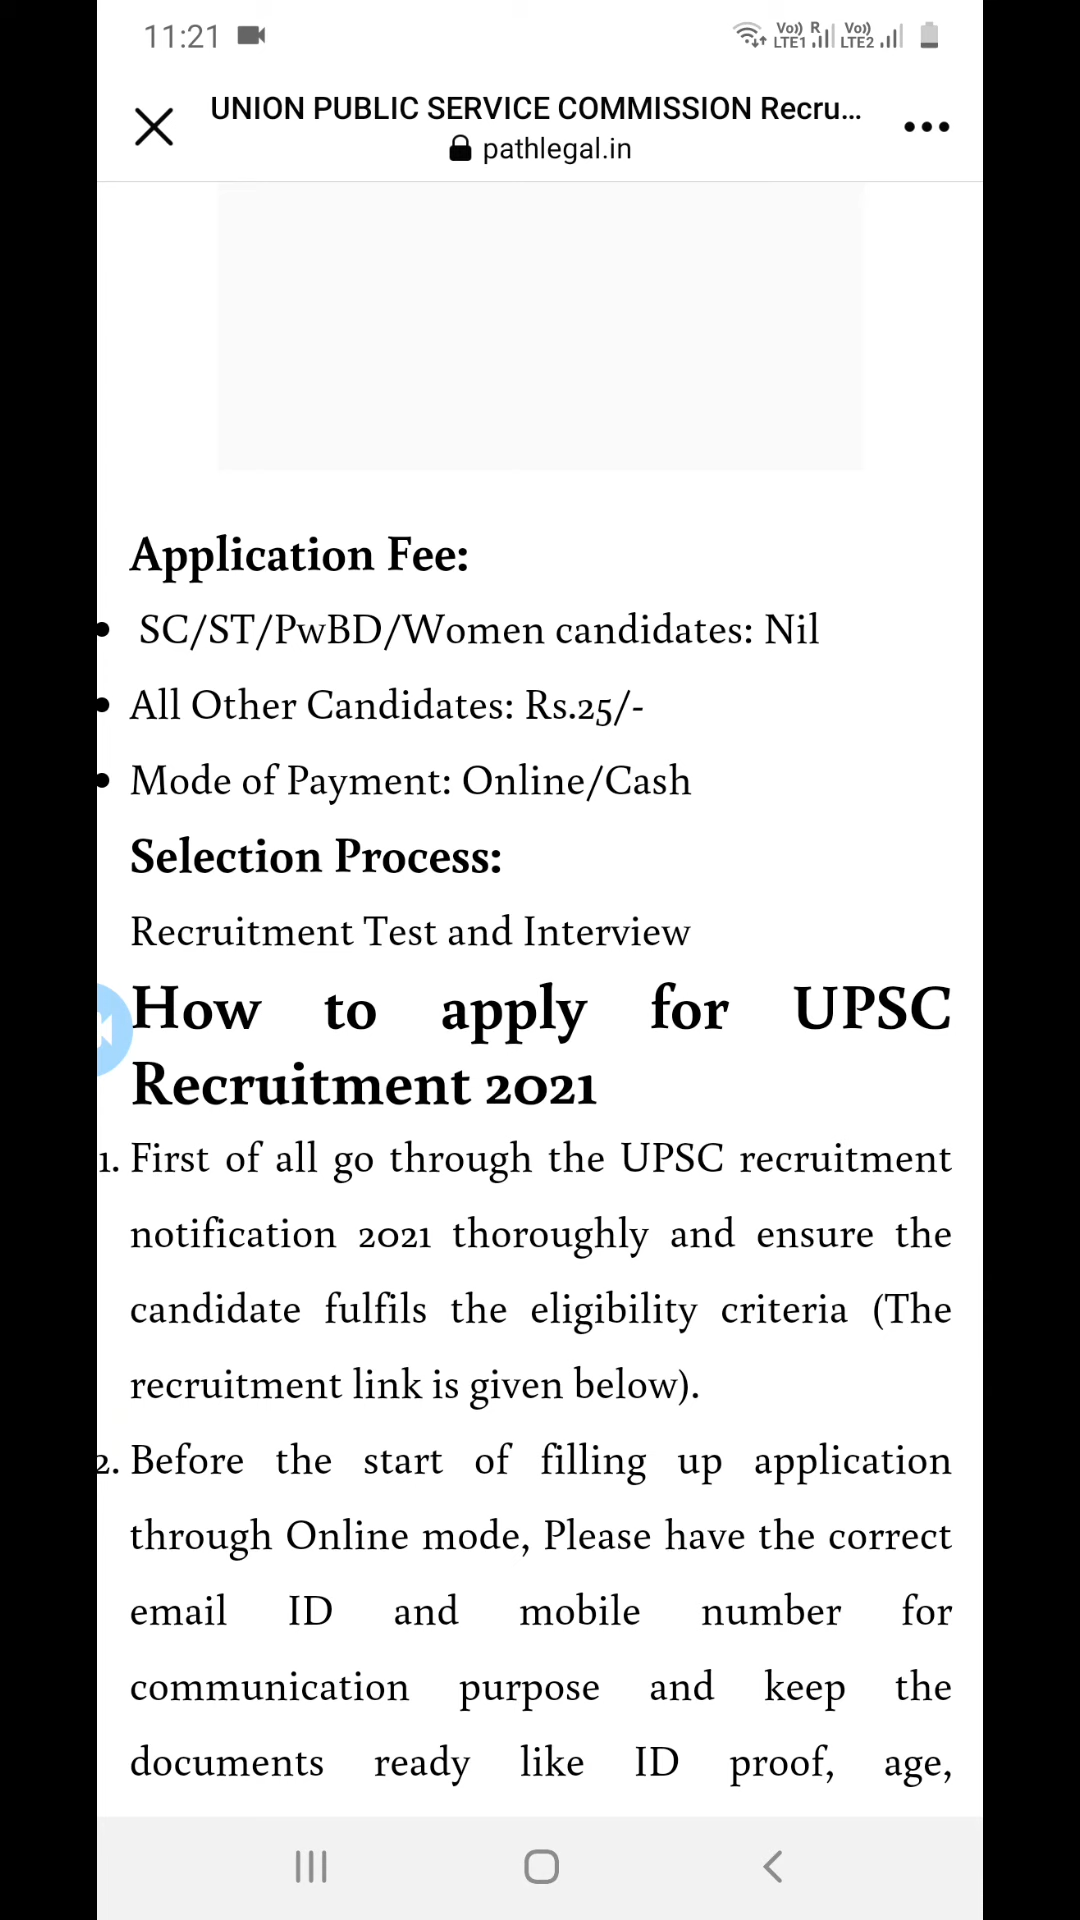 11:21
Vo)) R Vo))
LTE1 LTE2
UNION PUBLIC SERVICE COMMISSION Recru...
pathlegal.in
Application Fee:
• SC/ST/PwBD/Women candidates: Nil
• All Other Candidates: Rs.25/-
• Mode of Payment: Online/Cash
Selection Process:
Recruitment Test and Interview
How to apply for UPSC
Recruitment 2021
1. First of all go through the UPSC recruitment
notification 2021 thoroughly and ensure the
candidate fulfils the eligibility criteria (The
recruitment link is given below).
2. Before the start of filling up application
through Online mode, Please have the correct
email ID and mobile number for
communication purpose and keep the
documents ready like ID proof, age,